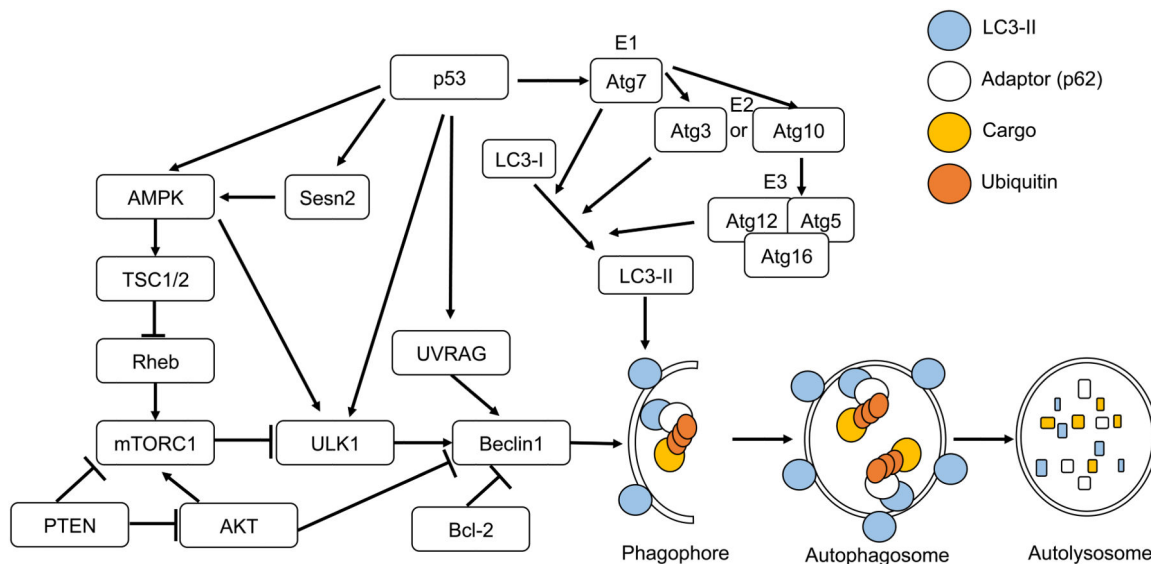 E1
LC3-II
p53
Atg7
Adaptor (p62)
E2
Atg3
or
Atg10
Cargo
LC3-I
Ubiquitin
E3
AMPK
Sesn2
Atg12
Atg5
Atg16
TSC1/2
LC3-II
Rheb
UVRAG
mTORC1
ULK1
Beclin1
PTEN
AKT
Bcl-2
Phagophore
Autophagosome
Autolysosome